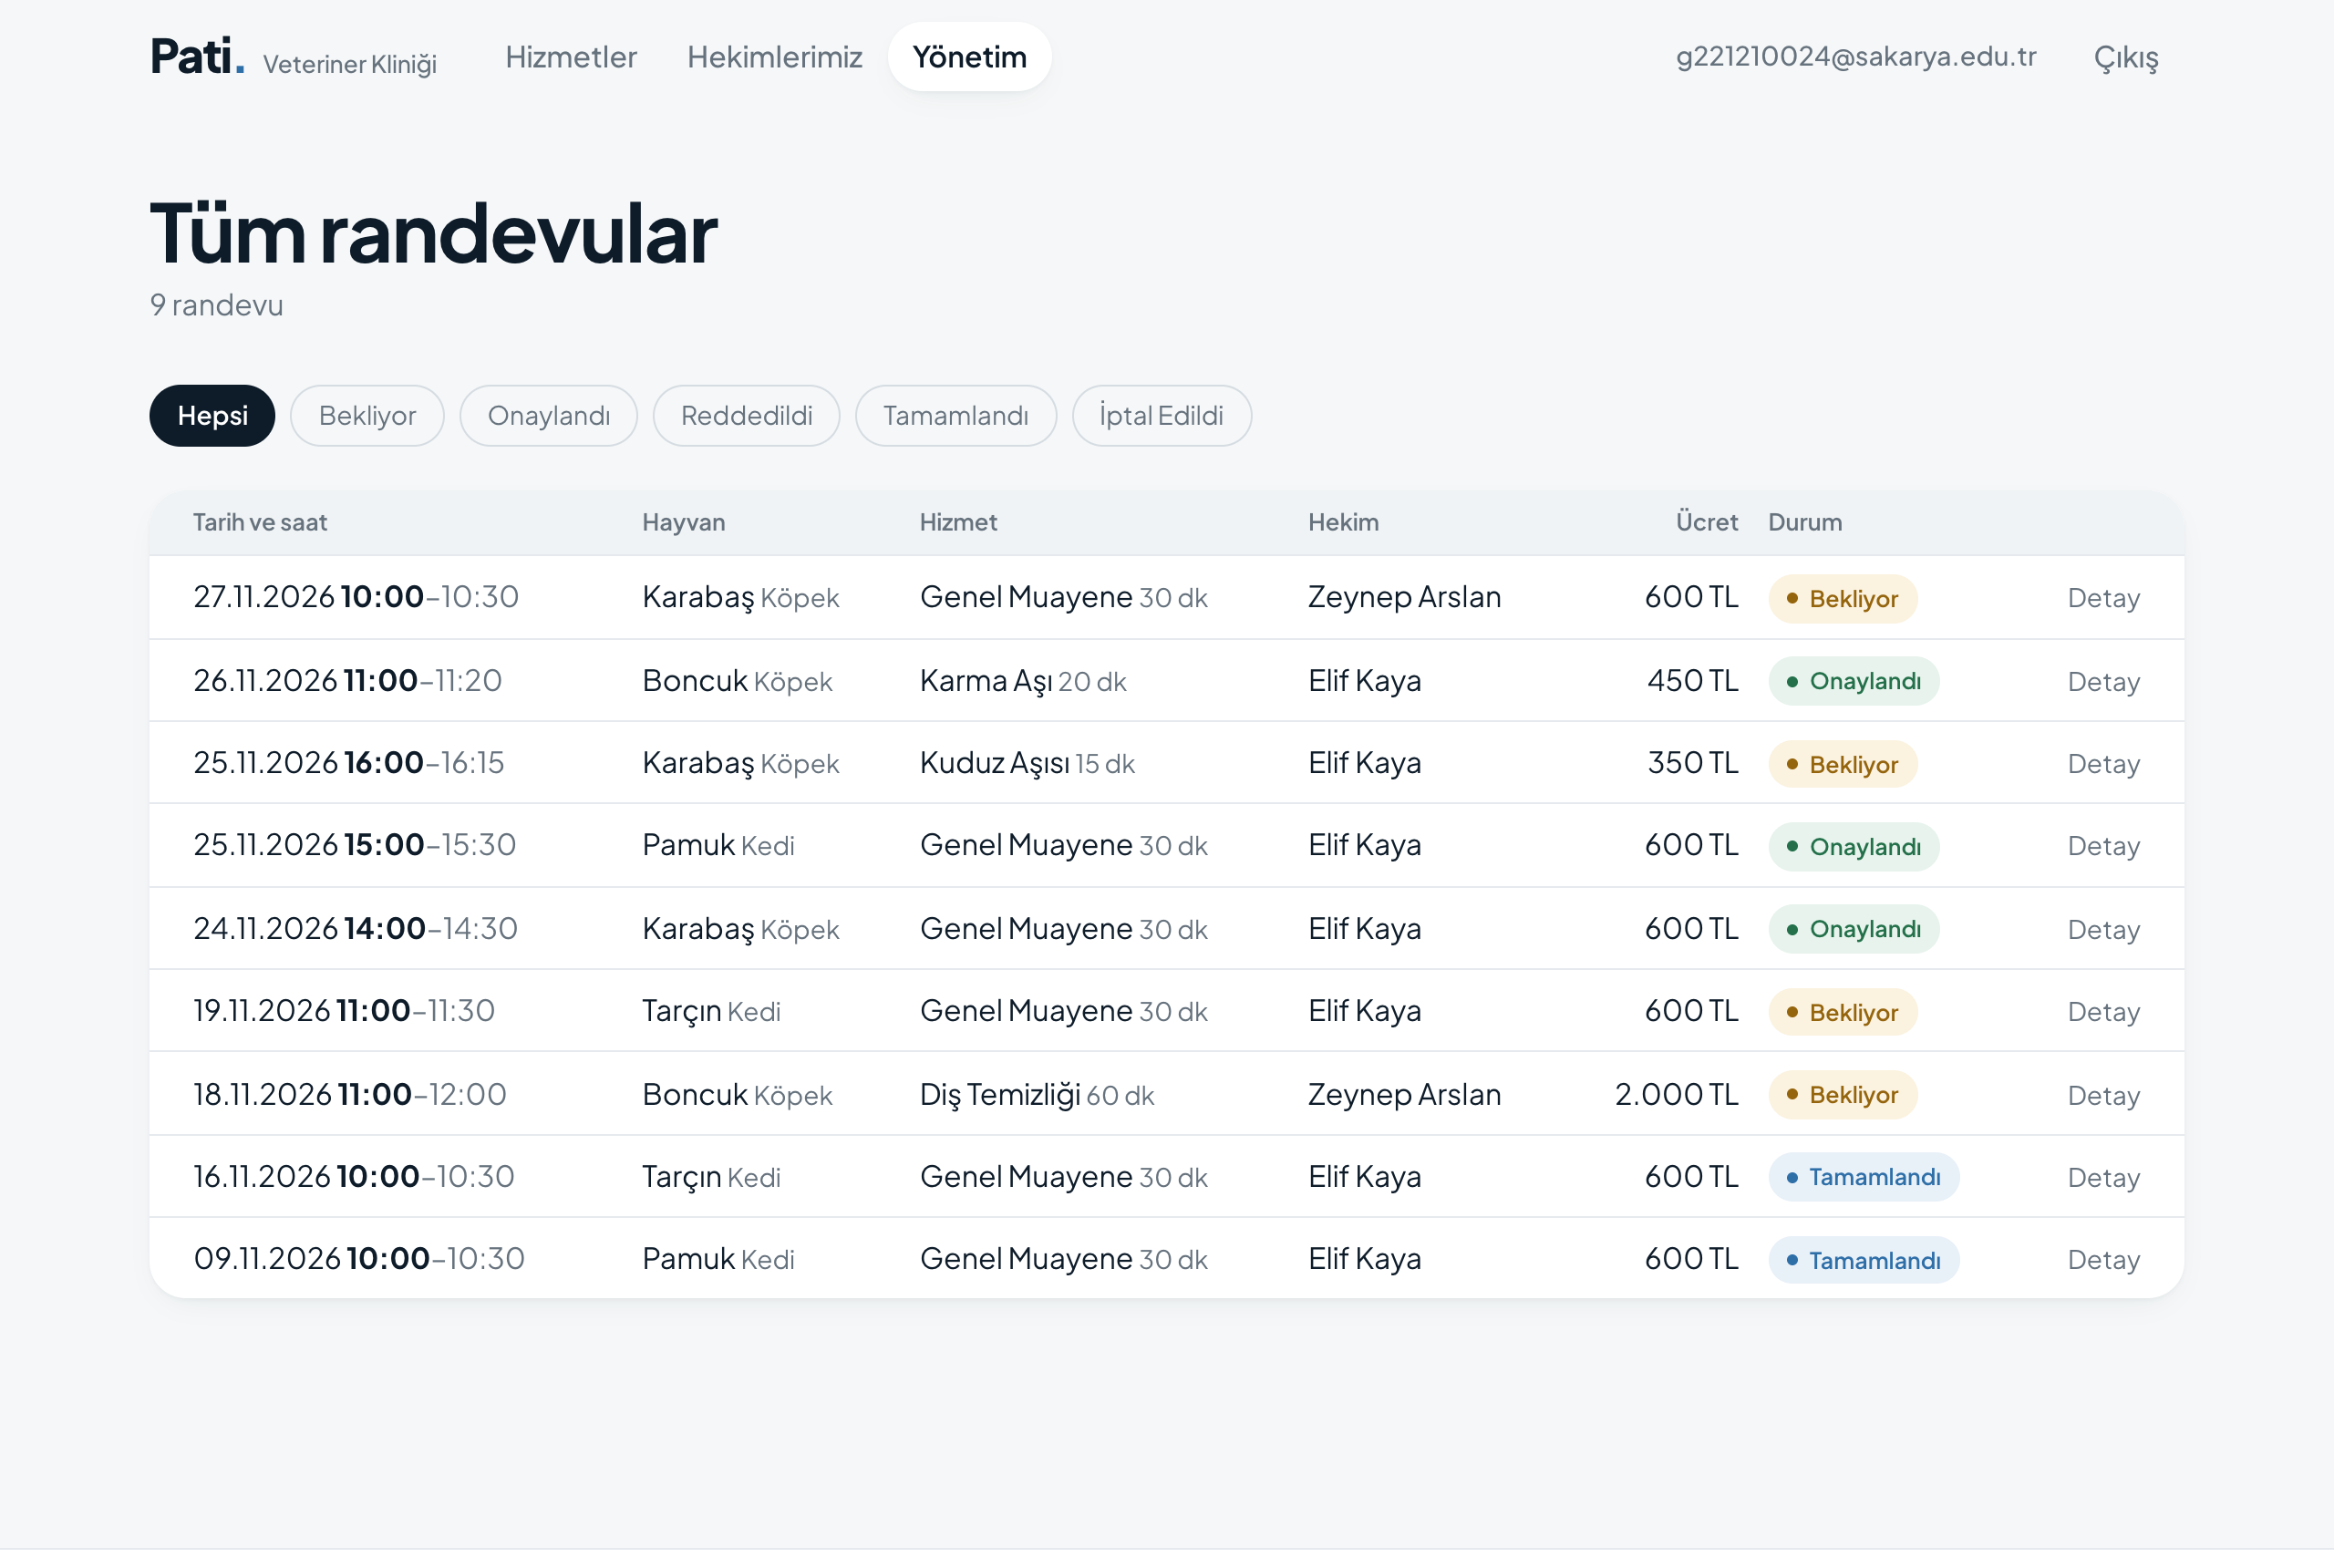 Pati. Veteriner Kliniği Hizmetler Hekimlerimiz Yönetim g221210024@sakarya.edu.tr Çıkış
Tüm randevular
9 randevu
Hepsi Bekliyor Onaylandı Reddedildi Tamamlandı İptal Edildi
Tarih ve saat Hayvan Hizmet Hekim Ücret Durum
27.11.2026 10:00–10:30 Karabaş Köpek Genel Muayene 30 dk Zeynep Arslan 600 TL Bekliyor Detay
26.11.2026 11:00–11:20 Boncuk Köpek Karma Aşı 20 dk Elif Kaya 450 TL Onaylandı Detay
25.11.2026 16:00–16:15 Karabaş Köpek Kuduz Aşısı 15 dk Elif Kaya 350 TL Bekliyor Detay
25.11.2026 15:00–15:30 Pamuk Kedi Genel Muayene 30 dk Elif Kaya 600 TL Onaylandı Detay
24.11.2026 14:00–14:30 Karabaş Köpek Genel Muayene 30 dk Elif Kaya 600 TL Onaylandı Detay
19.11.2026 11:00–11:30 Tarçın Kedi Genel Muayene 30 dk Elif Kaya 600 TL Bekliyor Detay
18.11.2026 11:00–12:00 Boncuk Köpek Diş Temizliği 60 dk Zeynep Arslan 2.000 TL Bekliyor Detay
16.11.2026 10:00–10:30 Tarçın Kedi Genel Muayene 30 dk Elif Kaya 600 TL Tamamlandı Detay
09.11.2026 10:00–10:30 Pamuk Kedi Genel Muayene 30 dk Elif Kaya 600 TL Tamamlandı Detay